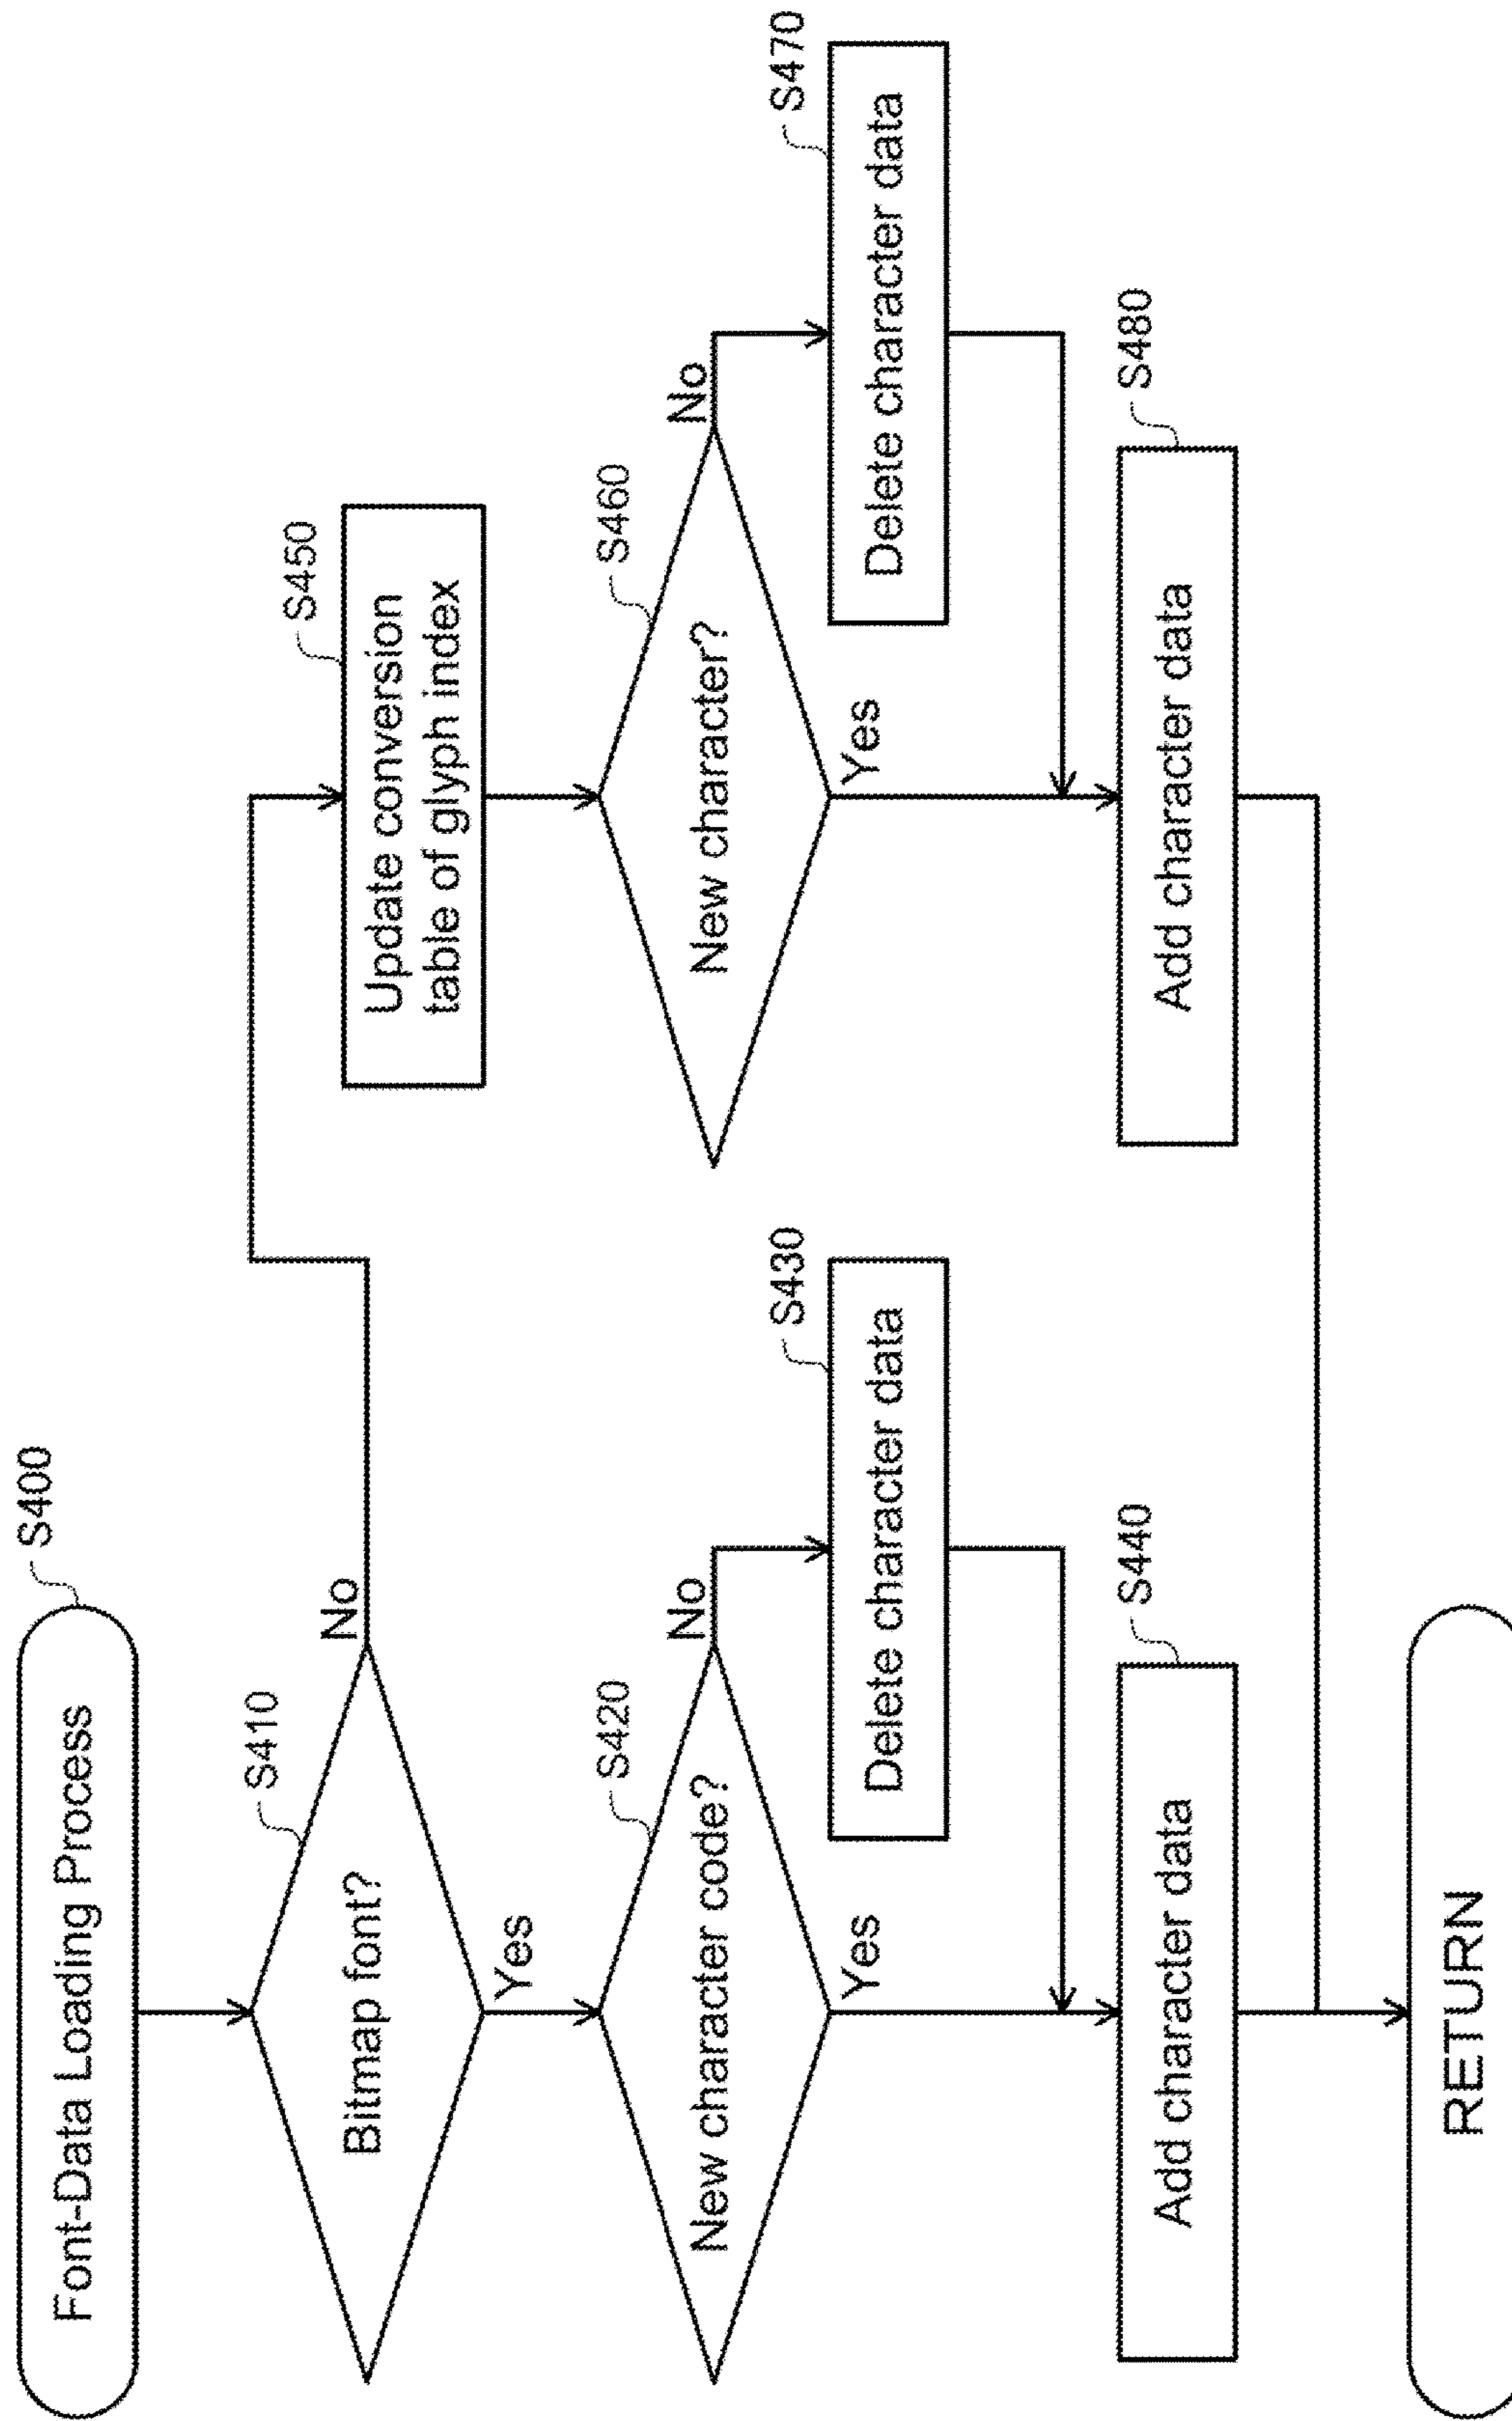 Font-Data Loading Process
S400
Bitmap font?
S410
No
Yes
New character code?
S420
No
Yes
Delete character data
S430
Add character data
S440
Update conversion
table of glyph index
S450
New character?
S460
No
Yes
Delete character data
S470
Add character data
S480
RETURN